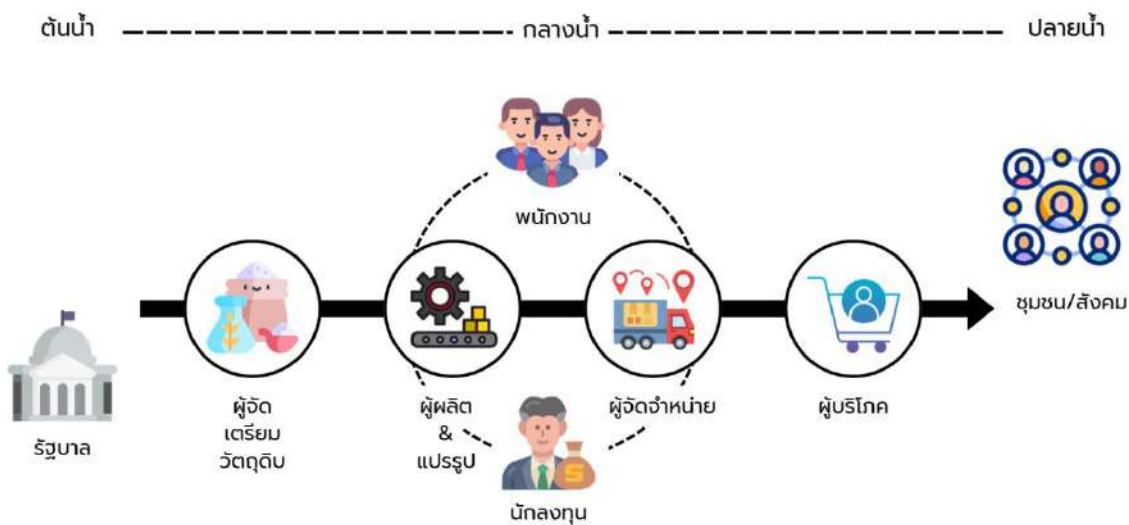 ต้นน้ำ
กลางน้ำ
ปลายน้ำ
พนักงาน
ชุมชน/สังคม
รัฐบาล
ผู้จัด
เตรียม
วัตถุดิบ
ผู้ผลิต
&
แปรรูป
ผู้จัดจำหน่าย
ผู้บริโภค
นักลงทุน